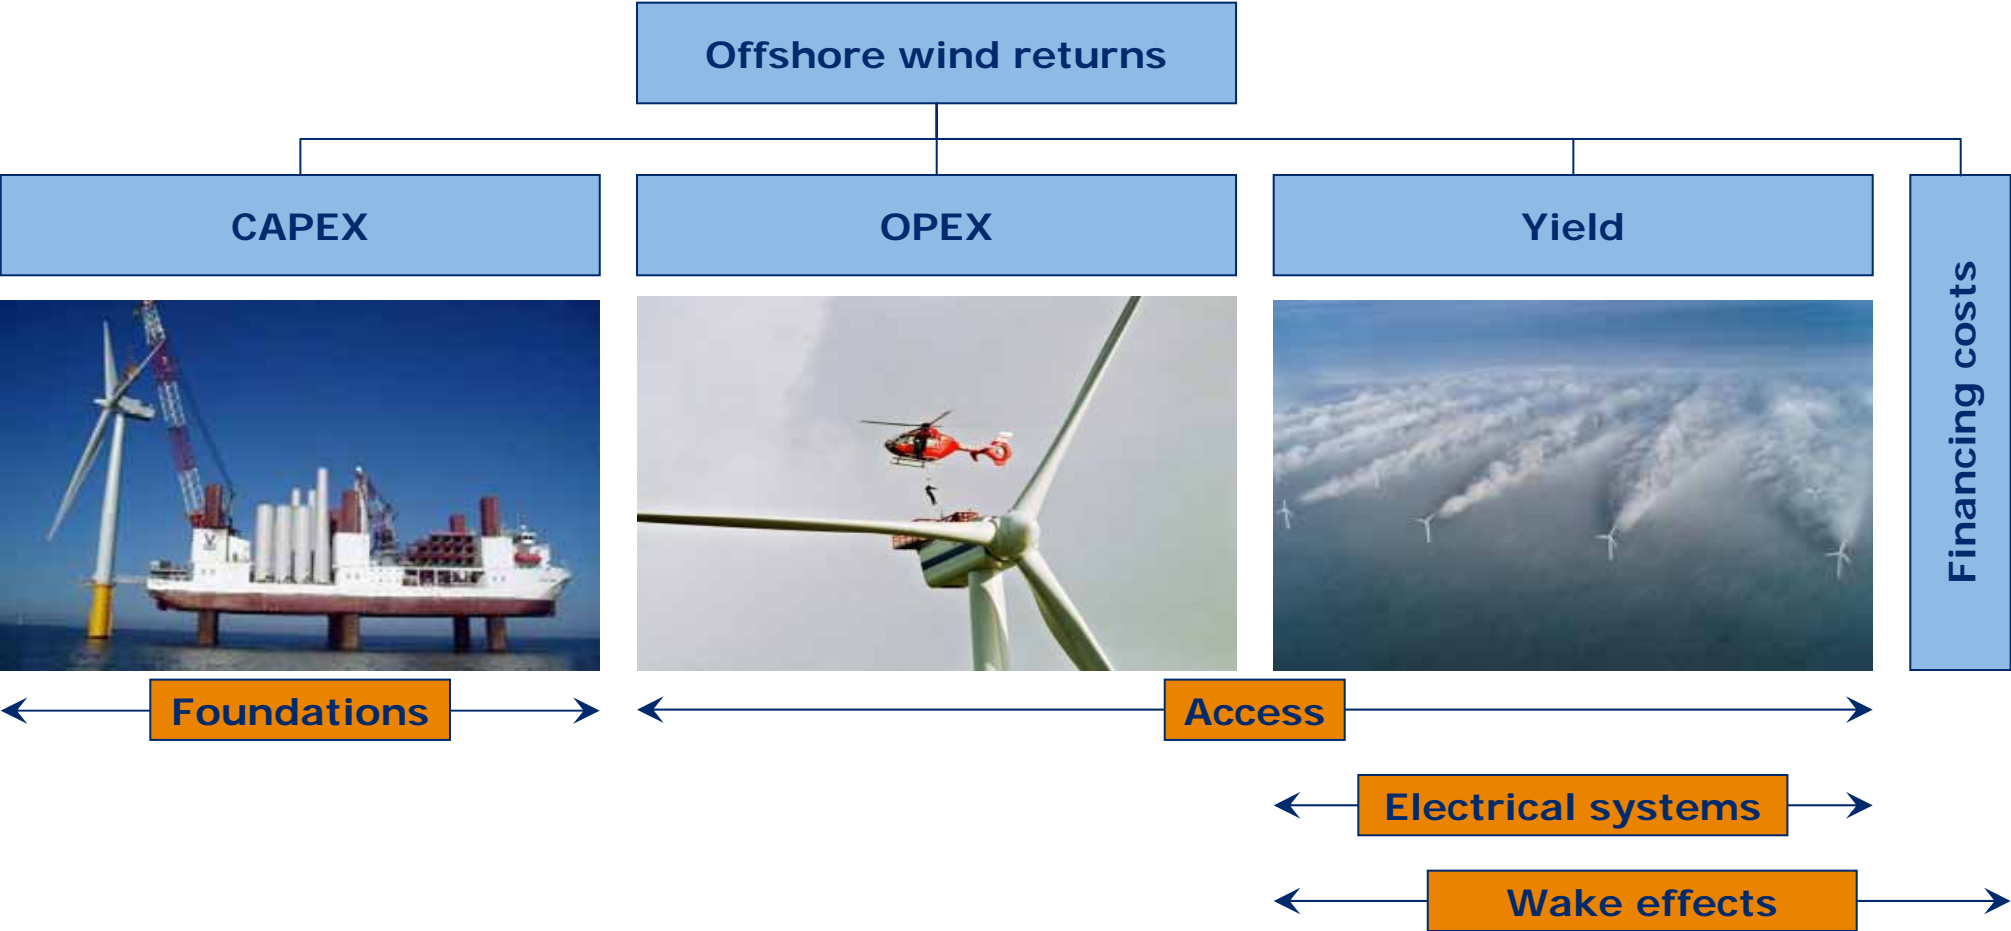 Offshore wind returns
CAPEX
OPEX
Yield
Financing costs
Foundations
Access
Electrical systems
Wake effects